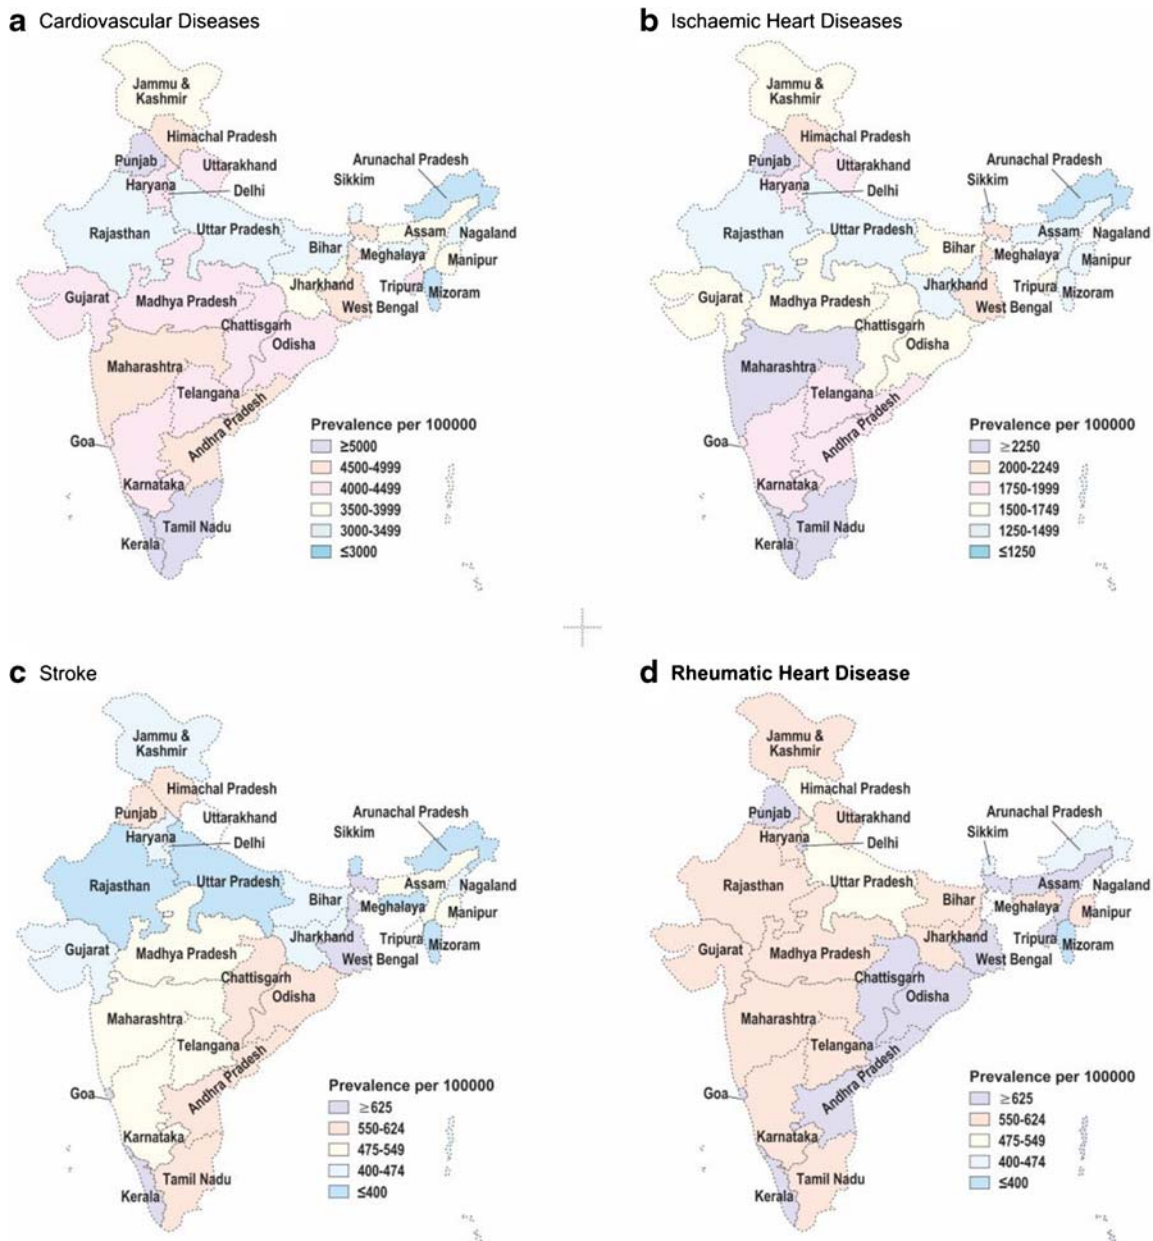 a Cardiovascular Diseases
Jammu &
Kashmir
Himachal Pradesh
Punjab
Uttarakhand
Haryana
Delhi
Arunachal Pradesh
Sikkim
Rajasthan
Uttar Pradesh
Bihar
Assam
Nagaland
Meghalaya
Manipur
Gujarat
Madhya Pradesh
Jharkhand
Tripura
Mizoram
West Bengal
Chattisgarh
Odisha
Maharashtra
Telangana
Andhra Pradesh
Goa
Karnataka
Tamil Nadu
Kerala
Prevalence per 100000
≥5000
4500-4999
4000-4499
3500-3999
3000-3499
≤3000
b Ischaemic Heart Diseases
Jammu &
Kashmir
Himachal Pradesh
Punjab
Uttarakhand
Haryana
Delhi
Arunachal Pradesh
Sikkim
Rajasthan
Uttar Pradesh
Bihar
Assam
Nagaland
Meghalaya
Manipur
Gujarat
Madhya Pradesh
Jharkhand
Tripura
Mizoram
West Bengal
Chattisgarh
Odisha
Maharashtra
Telangana
Andhra Pradesh
Goa
Karnataka
Tamil Nadu
Kerala
Prevalence per 100000
≥2250
2000-2249
1750-1999
1500-1749
1250-1499
≤1250
c Stroke
Jammu &
Kashmir
Himachal Pradesh
Punjab
Uttarakhand
Haryana
Delhi
Arunachal Pradesh
Sikkim
Rajasthan
Uttar Pradesh
Bihar
Assam
Nagaland
Meghalaya
Manipur
Gujarat
Madhya Pradesh
Jharkhand
Tripura
Mizoram
West Bengal
Chattisgarh
Odisha
Maharashtra
Telangana
Andhra Pradesh
Goa
Karnataka
Tamil Nadu
Kerala
Prevalence per 100000
≥625
550-624
475-549
400-474
≤400
d Rheumatic Heart Disease
Jammu &
Kashmir
Himachal Pradesh
Punjab
Uttarakhand
Haryana
Delhi
Arunachal Pradesh
Sikkim
Rajasthan
Uttar Pradesh
Bihar
Assam
Nagaland
Meghalaya
Manipur
Gujarat
Madhya Pradesh
Jharkhand
Tripura
Mizoram
West Bengal
Chattisgarh
Odisha
Maharashtra
Telangana
Andhra Pradesh
Goa
Karnataka
Tamil Nadu
Kerala
Prevalence per 100000
≥625
550-624
475-549
400-474
≤400